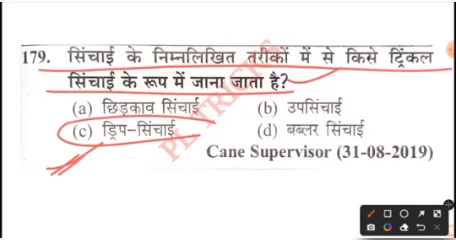 179. सिंचाई के निम्नलिखित तरीकों में से किसे ट्रिंकल
सिंचाई के रूप में जाना जाता है?
(a) छिड़काव सिंचाई (b) उपसिंचाई
(c) ड्रिप-सिंचाई (d) बब्लर सिंचाई
Cane Supervisor (31-08-2019)